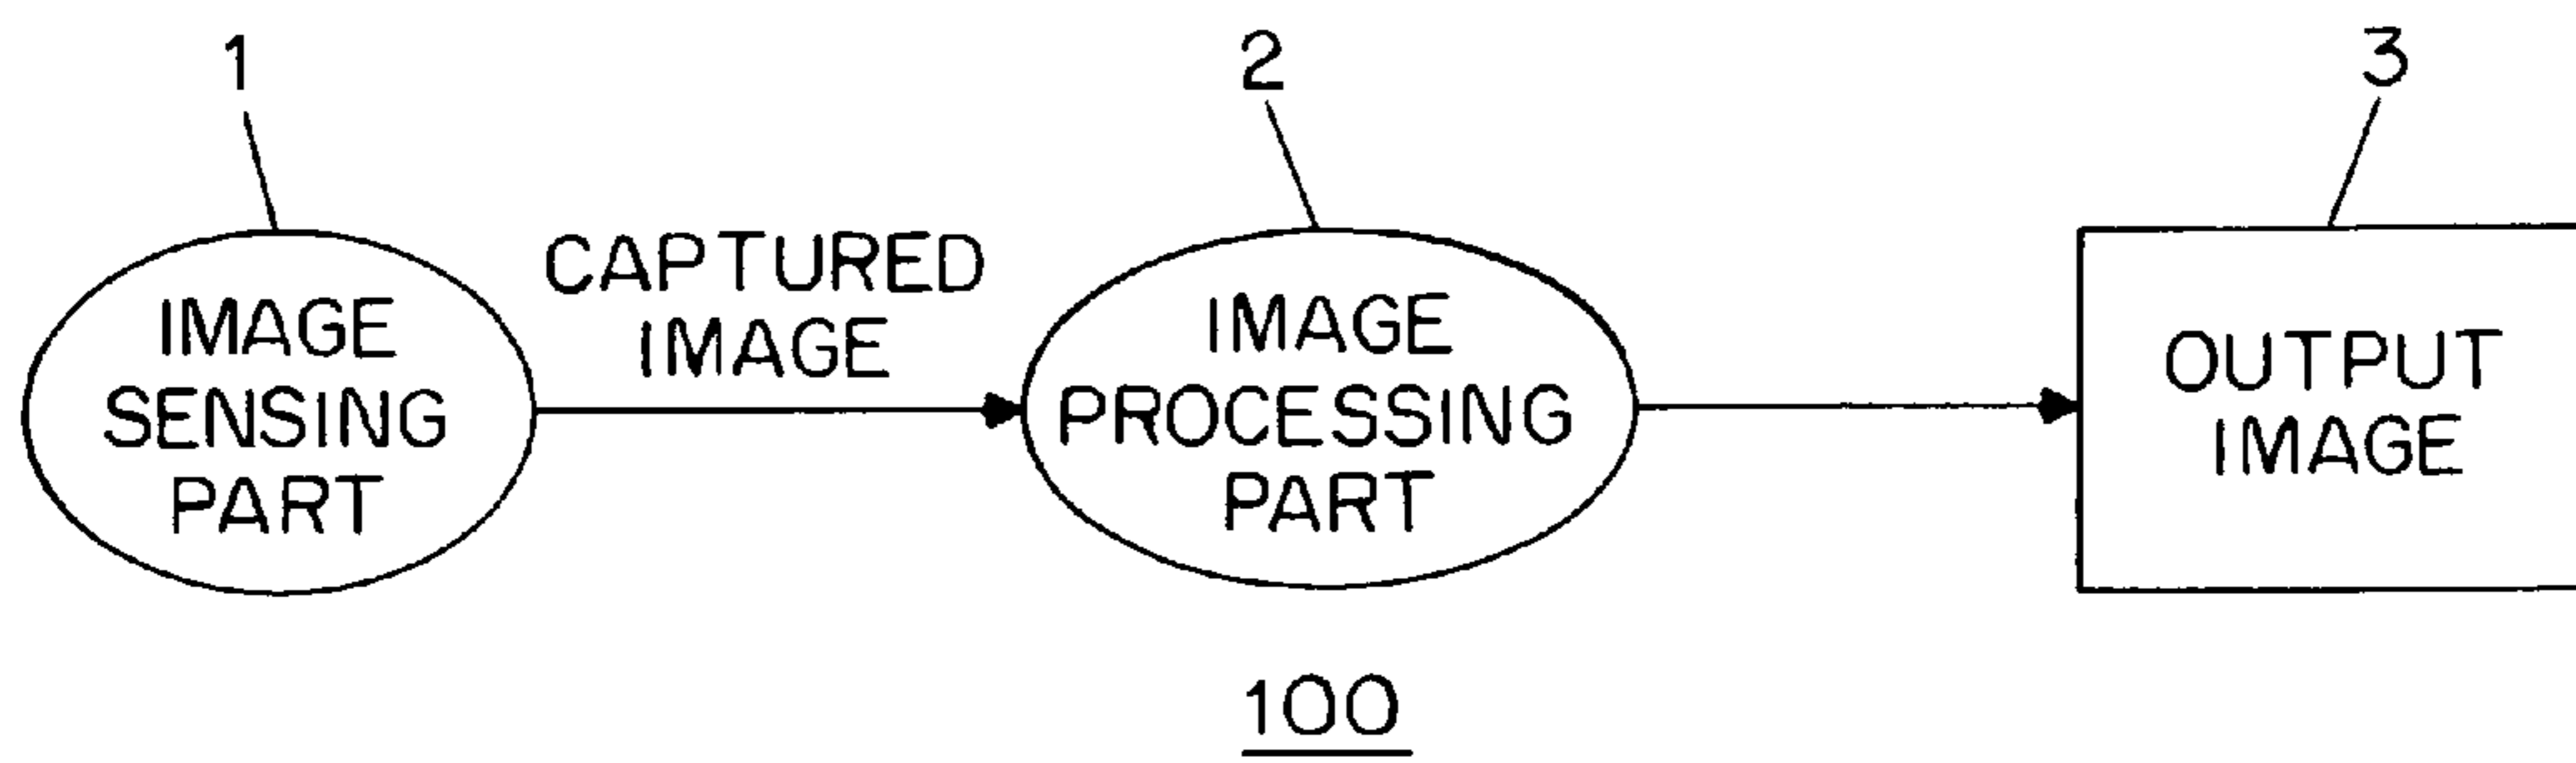 1
2
3
IMAGE
SENSING
PART
CAPTURED
IMAGE
IMAGE
PROCESSING
PART
OUTPUT
IMAGE
100